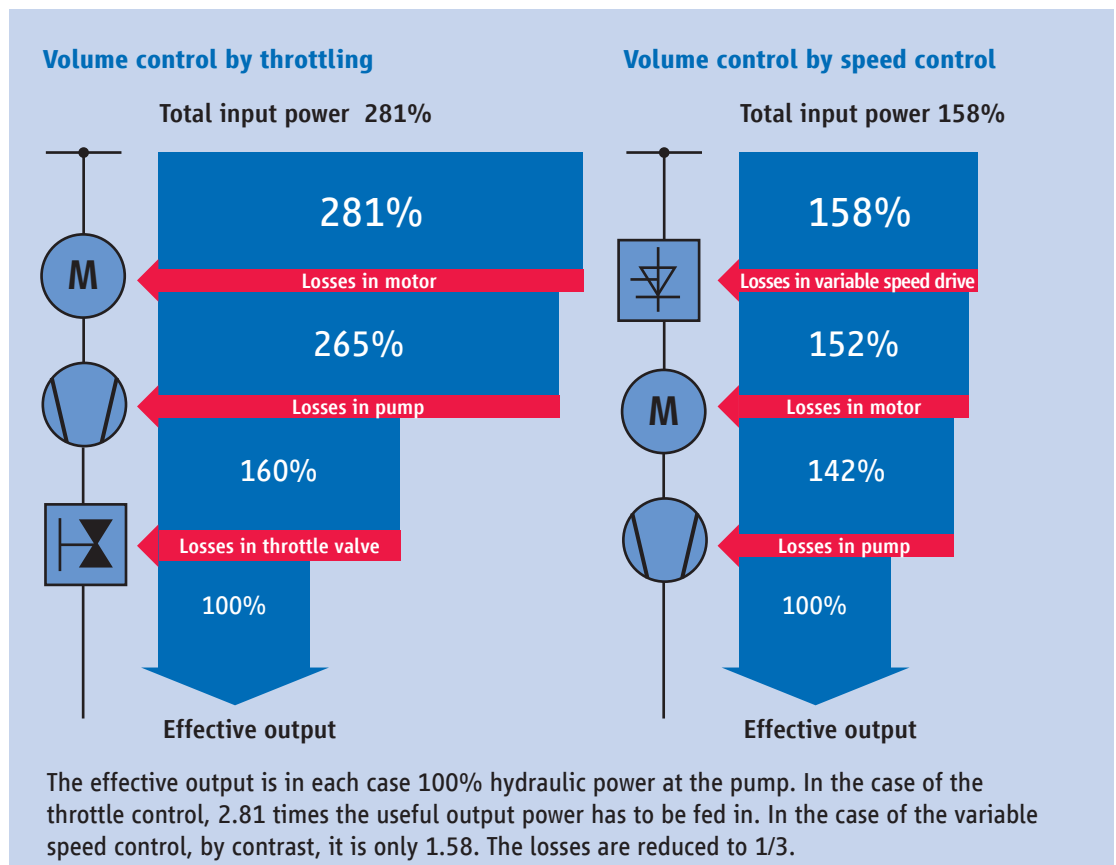 Volume control by throttling
Total input power 281%
281%
M
Losses in motor
265%
Losses in pump
160%
Losses in throttle valve
100%
Effective output
Volume control by speed control
Total input power 158%
158%
Losses in variable speed drive
152%
M
Losses in motor
142%
Losses in pump
100%
Effective output
The effective output is in each case 100% hydraulic power at the pump. In the case of the
throttle control, 2.81 times the useful output power has to be fed in. In the case of the variable
speed control, by contrast, it is only 1.58. The losses are reduced to 1/3.